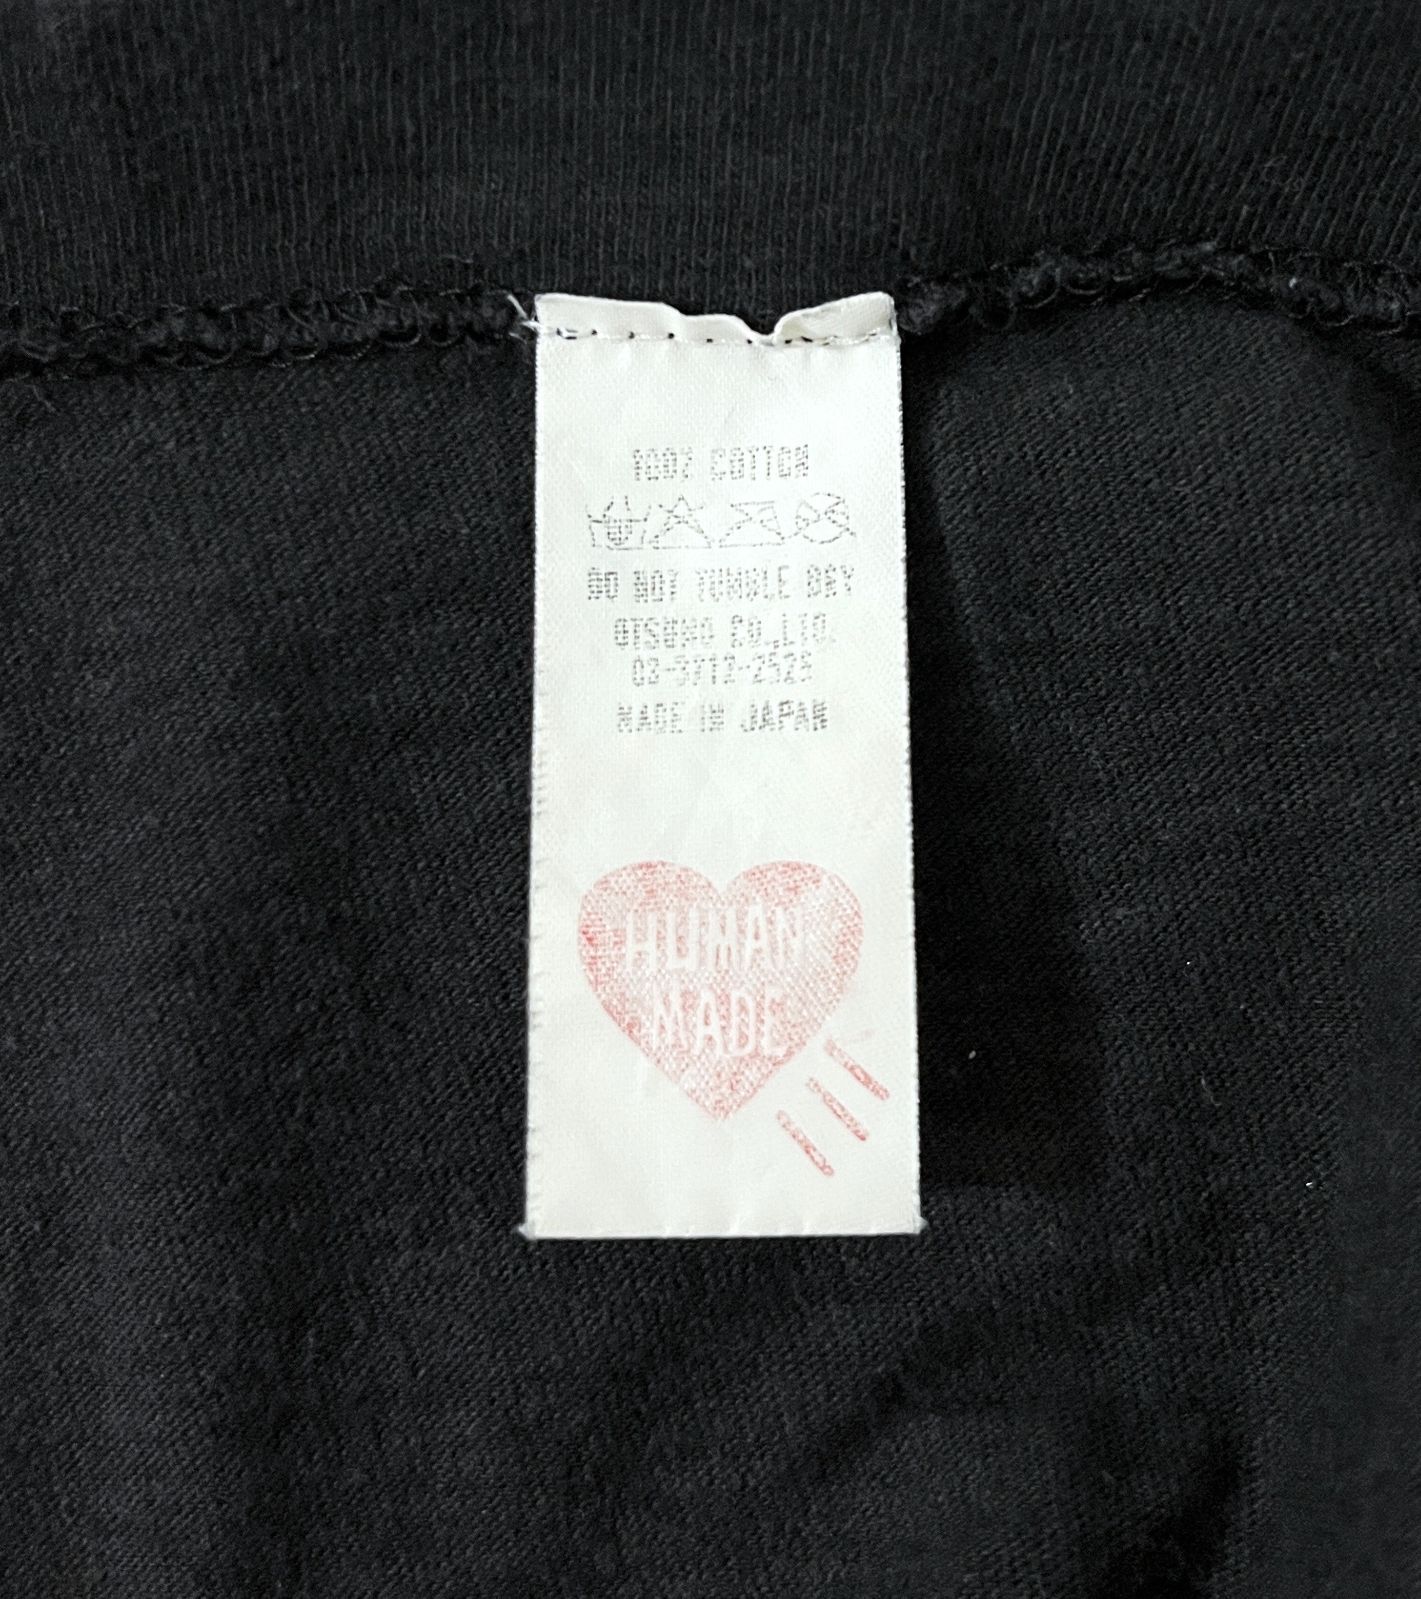 100% COTTON
DO NOT TUMBLE DRY
OTSUMO CO.,LTD.
03-3712-2525
MADE IN JAPAN
HUMAN
MADE